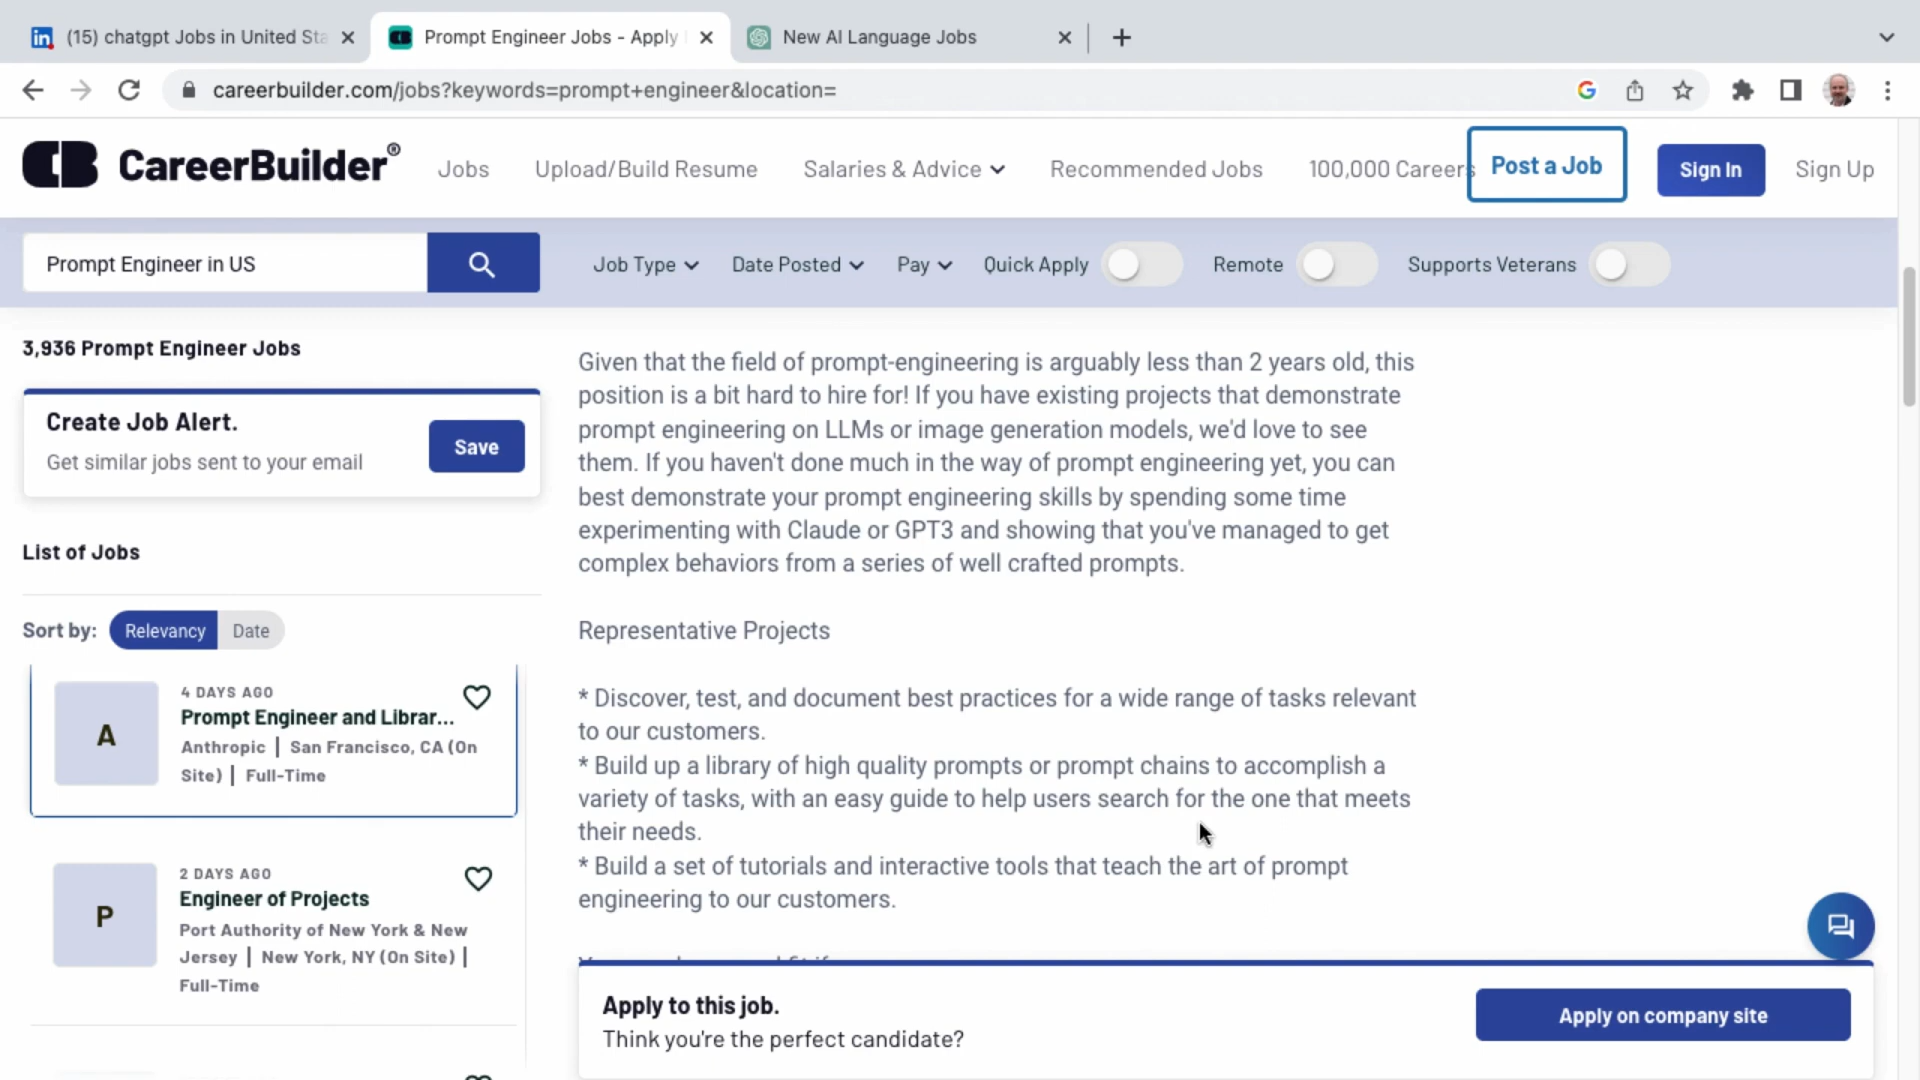 (15) chatgpt Jobs in United Sta
Prompt Engineer Jobs - Apply
New AI Language Jobs
careerbuilder.com/jobs?keywords=prompt+engineer&location=
CareerBuilder®
Jobs
Upload/Build Resume
Salaries & Advice
Recommended Jobs
100,000 Careers
Post a Job
Sign In
Sign Up
Prompt Engineer in US
Job Type
Date Posted
Pay
Quick Apply
Remote
Supports Veterans
3,936 Prompt Engineer Jobs
Create Job Alert.
Get similar jobs sent to your email
Save
List of Jobs
Sort by:
Relevancy
Date
A
4 DAYS AGO
Prompt Engineer and Librar...
Anthropic | San Francisco, CA (On
Site) | Full-Time
P
2 DAYS AGO
Engineer of Projects
Port Authority of New York & New
Jersey | New York, NY (On Site) |
Full-Time
Given that the field of prompt-engineering is arguably less than 2 years old, this
position is a bit hard to hire for! If you have existing projects that demonstrate
prompt engineering on LLMs or image generation models, we'd love to see
them. If you haven't done much in the way of prompt engineering yet, you can
best demonstrate your prompt engineering skills by spending some time
experimenting with Claude or GPT3 and showing that you've managed to get
complex behaviors from a series of well crafted prompts.
Representative Projects
* Discover, test, and document best practices for a wide range of tasks relevant
to our customers.
* Build up a library of high quality prompts or prompt chains to accomplish a
variety of tasks, with an easy guide to help users search for the one that meets
their needs.
* Build a set of tutorials and interactive tools that teach the art of prompt
engineering to our customers.
Apply to this job.
Think you're the perfect candidate?
Apply on company site